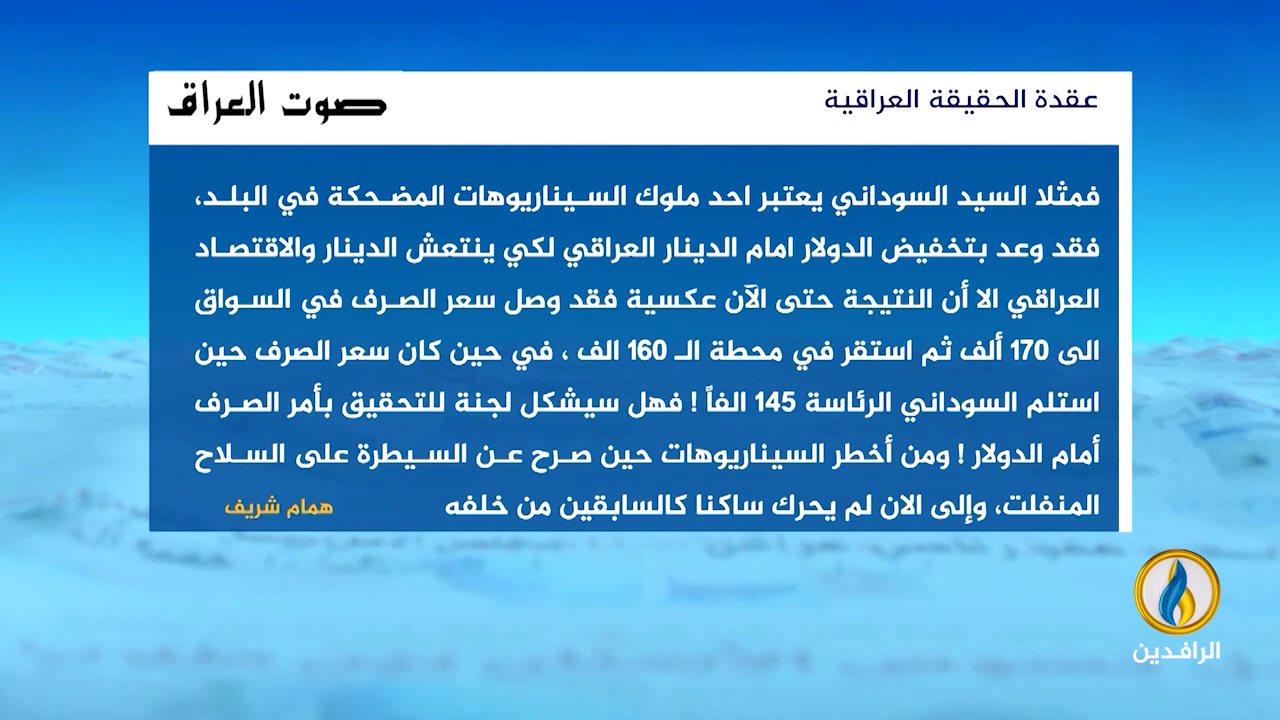 عقدة الحقيقة العراقية
صوت العراق
فمثلا السيد السوداني يعتبر احد ملوك السيناريوهات المضحكة في البلد،
فقد وعد بتخفيض الدولار امام الدينار العراقي لكي ينتعش الدينار والاقتصاد
العراقي الا أن النتيجة حتى الآن عكسية فقد وصل سعر الصرف في السواق
الى 170 ألف ثم استقر في محطة الـ 160 الف ، في حين كان سعر الصرف حين
استلم السوداني الرئاسة 145 الفاً ! فهل سيشكل لجنة للتحقيق بأمر الصرف
أمام الدولار ! ومن أخطر السيناريوهات حين صرح عن السيطرة على السلاح
المنفلت، وإلى الان لم يحرك ساكنا كالسابقين من خلفه
همام شريف
الرافدين